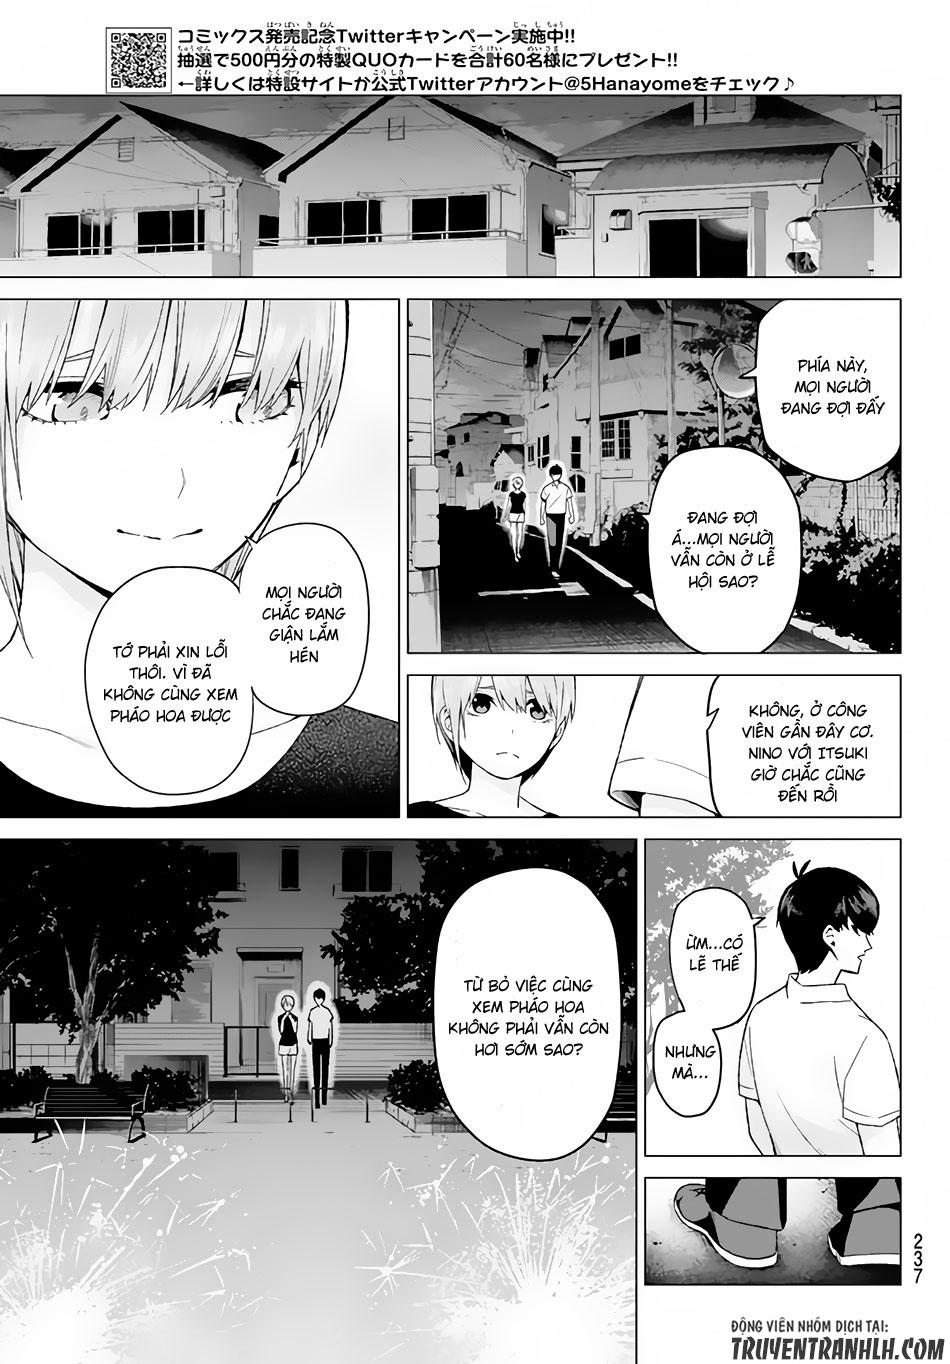 コミックス発売記念Twitterキャンペーン実施中!!
抽選で500円分の特製QUOカードを合計60名様にプレゼント!!
←詳しくは特設サイトか公式Twitterアカウント@5Hanayomeをチェック♪
PHÍA NÀY,
MỌI NGƯỜI
ĐANG ĐỢI ĐẤY
ĐANG ĐỢI
Á...MỌI NGƯỜI
VẪN CÒN Ở LỄ
HỘI SAO?
MỌI NGƯỜI
CHẮC ĐANG
GIẬN LẮM
HÉN
TỚ PHẢI XIN LỖI
THÔI. VÌ ĐÃ
KHÔNG CÙNG XEM
PHÁO HOA ĐƯỢC
KHÔNG, Ở CÔNG
VIÊN GẦN ĐÂY CƠ.
NINO VỚI ITSUKI
GIỜ CHẮC CŨNG
ĐẾN RỒI
ỪM...CÓ
LẼ THẾ
NHƯNG
MÀ...
TỪ BỎ VIỆC CÙNG
XEM PHÁO HOA
KHÔNG PHẢI VẪN CÒN
HƠI SỚM SAO?
237
ĐỘNG VIÊN NHÓM DỊCH TẠI:
TRUYENTRANHLH.COM